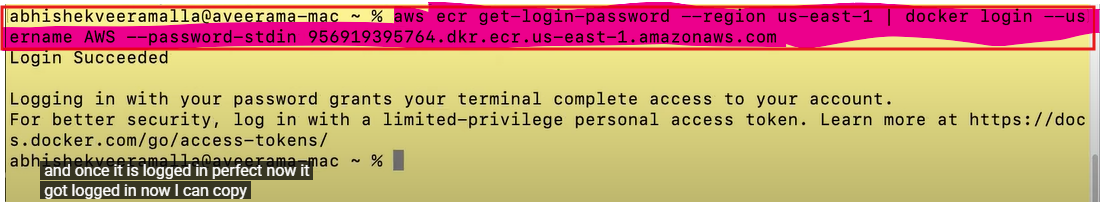 abhishekveeramalla@aveerama-mac ~ % aws ecr get-login-password --region us-east-1 | docker login --us
ername AWS --password-stdin 956919395764.dkr.ecr.us-east-1.amazonaws.com
Login Succeeded
Logging in with your password grants your terminal complete access to your account.
For better security, log in with a limited-privilege personal access token. Learn more at https://doc
s.docker.com/go/access-tokens/
abhishekveeramalla@aveerama-mac ~ %
and once it is logged in perfect now it
got logged in now I can copy